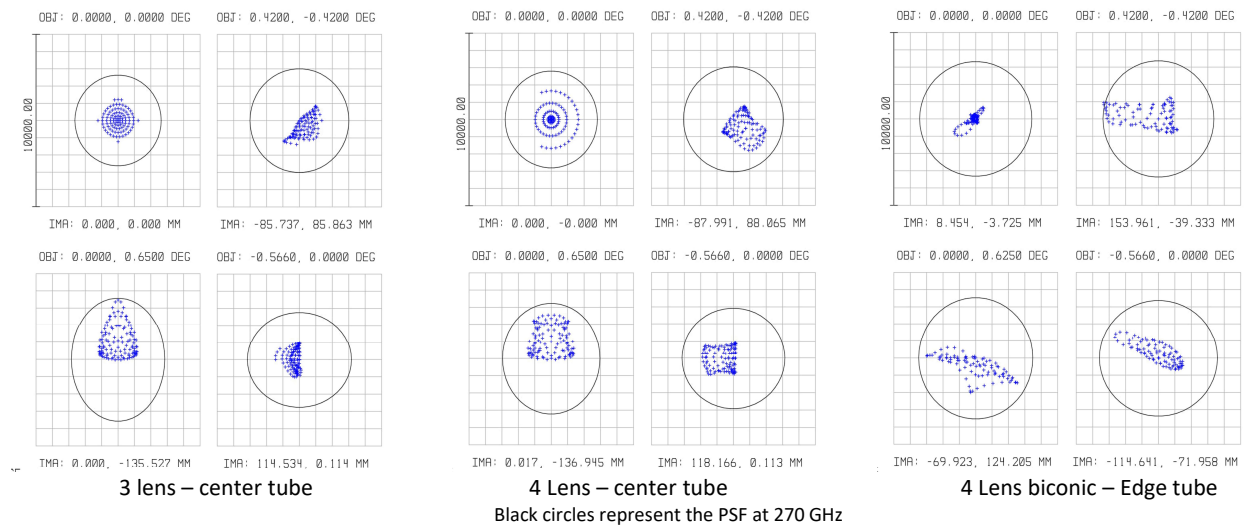 OBJ: 0.0000, 0.0000 DEG
OBJ: 0.4200, -0.4200 DEG
10000.00
IMA: 0.000, 0.000 MM
IMA: -85.737, 85.863 MM
OBJ: 0.0000, 0.6500 DEG
OBJ: -0.5660, 0.0000 DEG
IMA: 0.000, -135.527 MM
IMA: 114.534, 0.114 MM
3 lens – center tube
OBJ: 0.0000, 0.0000 DEG
OBJ: 0.4200, -0.4200 DEG
10000.00
IMA: 0.000, -0.000 MM
IMA: -87.991, 88.065 MM
OBJ: 0.0000, 0.6500 DEG
OBJ: -0.5660, 0.0000 DEG
IMA: 0.017, -136.945 MM
IMA: 118.166, 0.113 MM
4 Lens – center tube
OBJ: 0.0000, 0.0000 DEG
OBJ: 0.4200, -0.4200 DEG
10000.00
IMA: 8.454, -3.725 MM
IMA: 153.961, -39.333 MM
OBJ: 0.0000, 0.6250 DEG
OBJ: -0.5660, 0.0000 DEG
IMA: -69.923, 124.205 MM
IMA: -114.641, -71.958 MM
4 Lens biconic – Edge tube
Black circles represent the PSF at 270 GHz